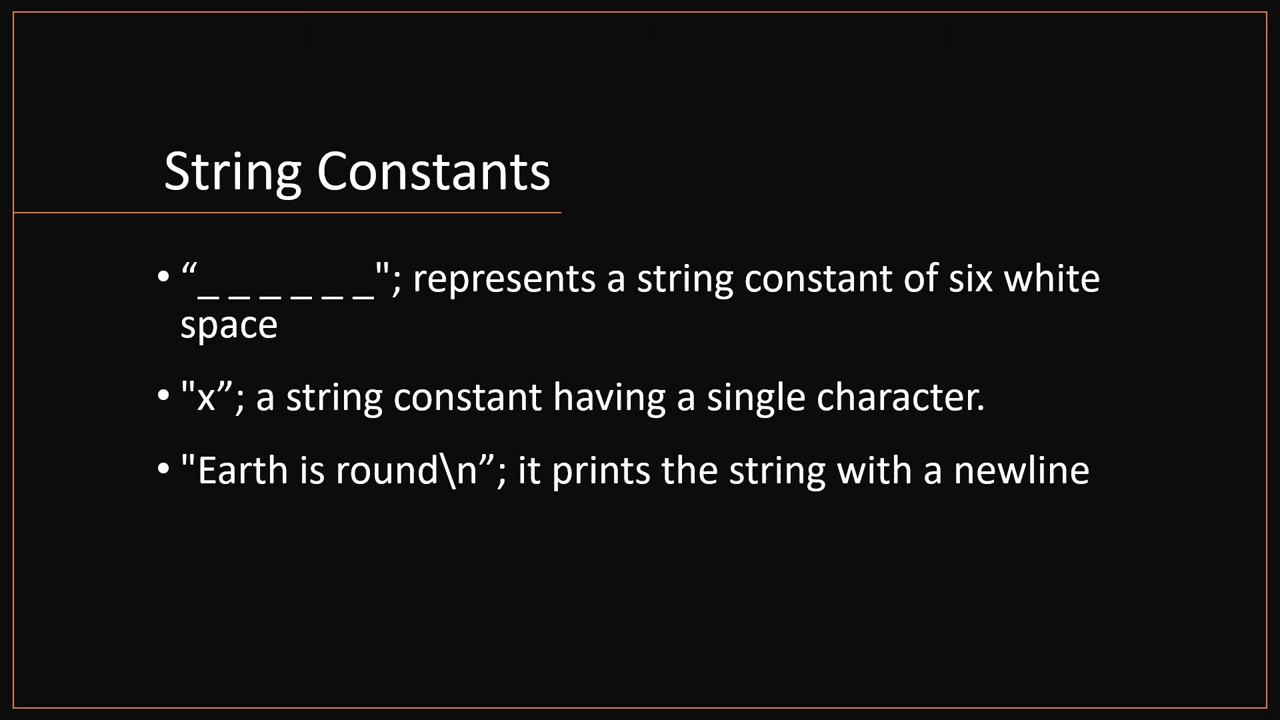 String Constants
• “_ _ _ _ _ _"; represents a string constant of six white
space
• "x”; a string constant having a single character.
• "Earth is round\n”; it prints the string with a newline